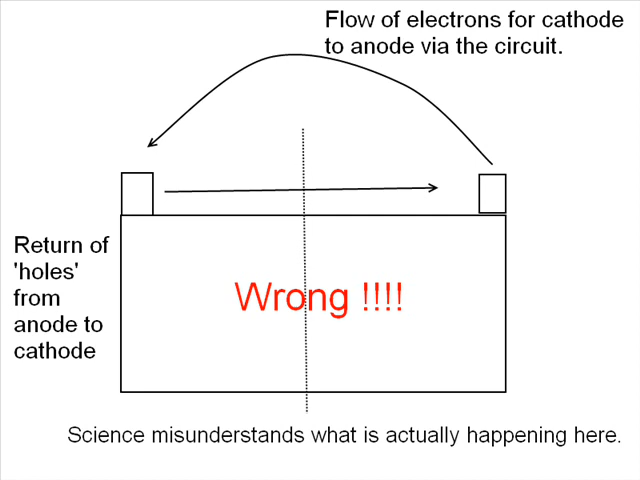 Flow of electrons for cathode
to anode via the circuit.
Return of
'holes'
from
anode to
cathode
Wrong !!!!
Science misunderstands what is actually happening here.